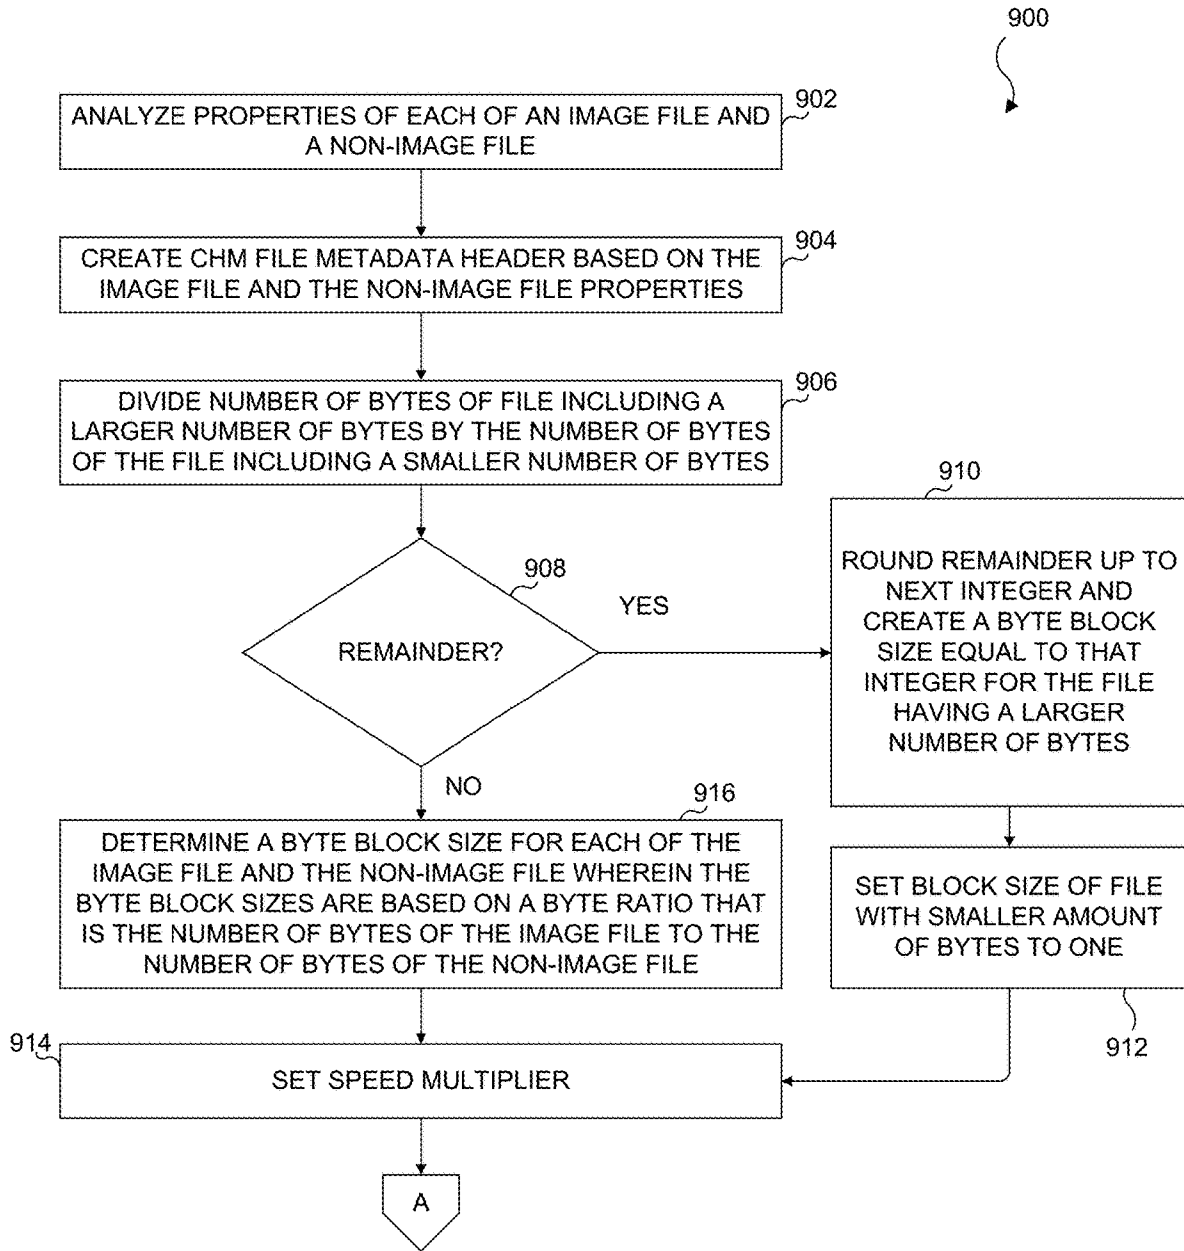 900
902
ANALYZE PROPERTIES OF EACH OF AN IMAGE FILE AND
A NON-IMAGE FILE
904
CREATE CHM FILE METADATA HEADER BASED ON THE
IMAGE FILE AND THE NON-IMAGE FILE PROPERTIES
906
DIVIDE NUMBER OF BYTES OF FILE INCLUDING A
LARGER NUMBER OF BYTES BY THE NUMBER OF BYTES
OF THE FILE INCLUDING A SMALLER NUMBER OF BYTES
908
REMAINDER?
YES
910
ROUND REMAINDER UP TO
NEXT INTEGER AND
CREATE A BYTE BLOCK
SIZE EQUAL TO THAT
INTEGER FOR THE FILE
HAVING A LARGER
NUMBER OF BYTES
NO
916
DETERMINE A BYTE BLOCK SIZE FOR EACH OF THE
IMAGE FILE AND THE NON-IMAGE FILE WHEREIN THE
BYTE BLOCK SIZES ARE BASED ON A BYTE RATIO THAT
IS THE NUMBER OF BYTES OF THE IMAGE FILE TO THE
NUMBER OF BYTES OF THE NON-IMAGE FILE
SET BLOCK SIZE OF FILE
WITH SMALLER AMOUNT
OF BYTES TO ONE
912
914
SET SPEED MULTIPLIER
A